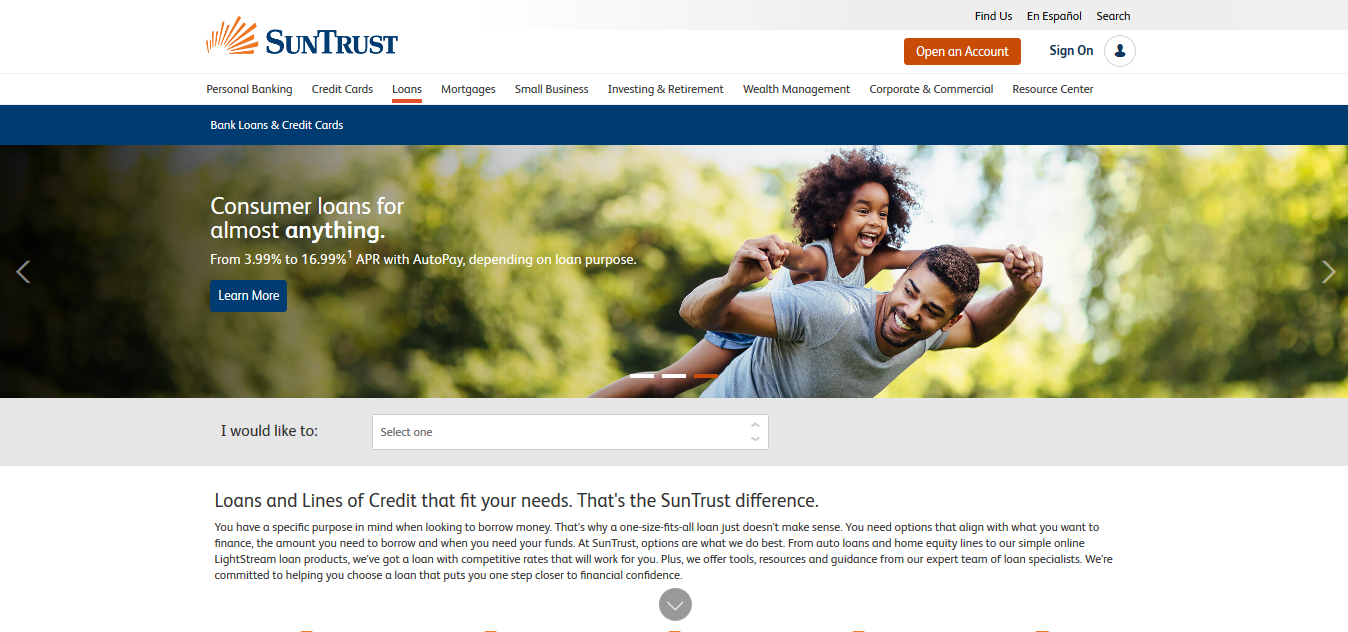 Find Us En Español Search
SUNTRUST
Open an Account Sign On
Personal Banking Credit Cards Loans Mortgages Small Business Investing & Retirement Wealth Management Corporate & Commercial Resource Center
Bank Loans & Credit Cards
Consumer loans for
almost anything.
From 3.99% to 16.99%¹ APR with AutoPay, depending on loan purpose.
Learn More
I would like to: Select one
Loans and Lines of Credit that fit your needs. That's the SunTrust difference.
You have a specific purpose in mind when looking to borrow money. That's why a one-size-fits-all loan just doesn't make sense. You need options that align with what you want to
finance, the amount you need to borrow and when you need your funds. At SunTrust, options are what we do best. From auto loans and home equity lines to our simple online
LightStream loan products, we've got a loan with competitive rates that will work for you. Plus, we offer tools, resources and guidance from our expert team of loan specialists. We're
committed to helping you choose a loan that puts you one step closer to financial confidence.